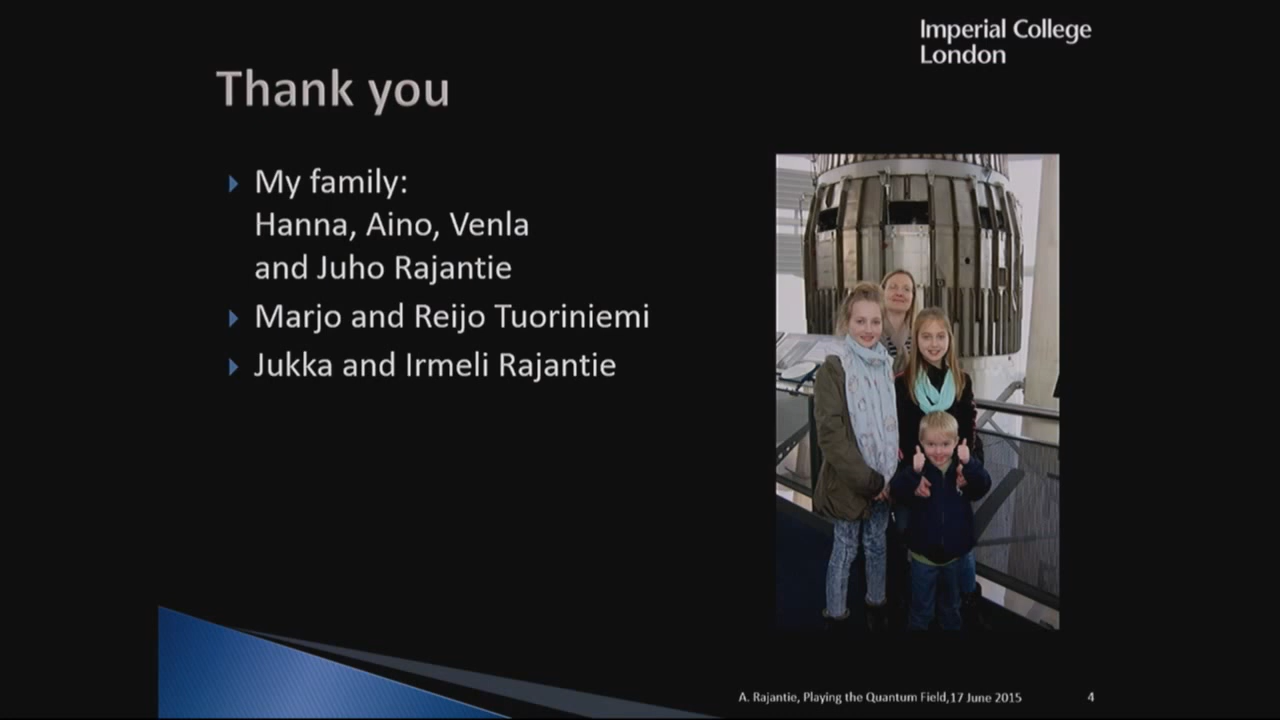 Imperial College
London
Thank you
My family:
Hanna, Aino, Venla
and Juho Rajantie
Marjo and Reijo Tuoriniemi
Jukka and Irmeli Rajantie
A. Rajantie, Playing the Quantum Field,17 June 2015
4